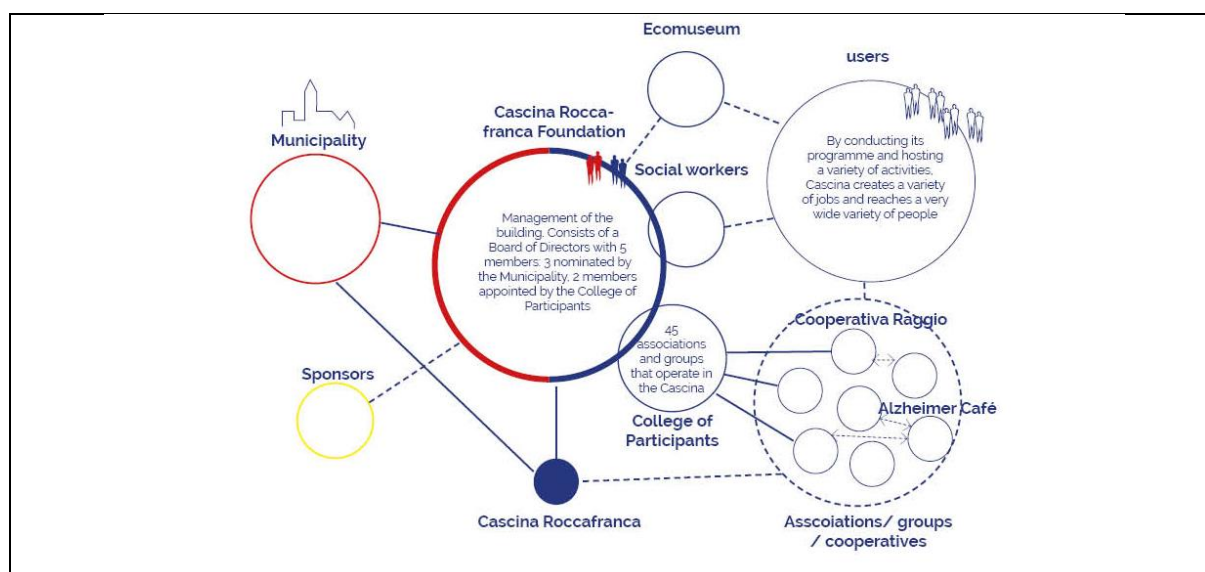 Ecomuseum
users
Municipality
Cascina Rocca-
franca Foundation
Social workers
By conducting its
programme and hosting
a variety of activities,
Cascina creates a variety
of jobs and reaches a very
wide variety of people
Management of the
building. Consists of a
Board of Directors with 5
members: 3 nominated by
the Municipality, 2 members
appointed by the College of
Participants
Sponsors
45
associations
and groups
that operate in
the Cascina
College of
Participants
Cooperativa Raggio
Alzheimer Café
Cascina Roccafranca
Asscoiations/ groups
/ cooperatives